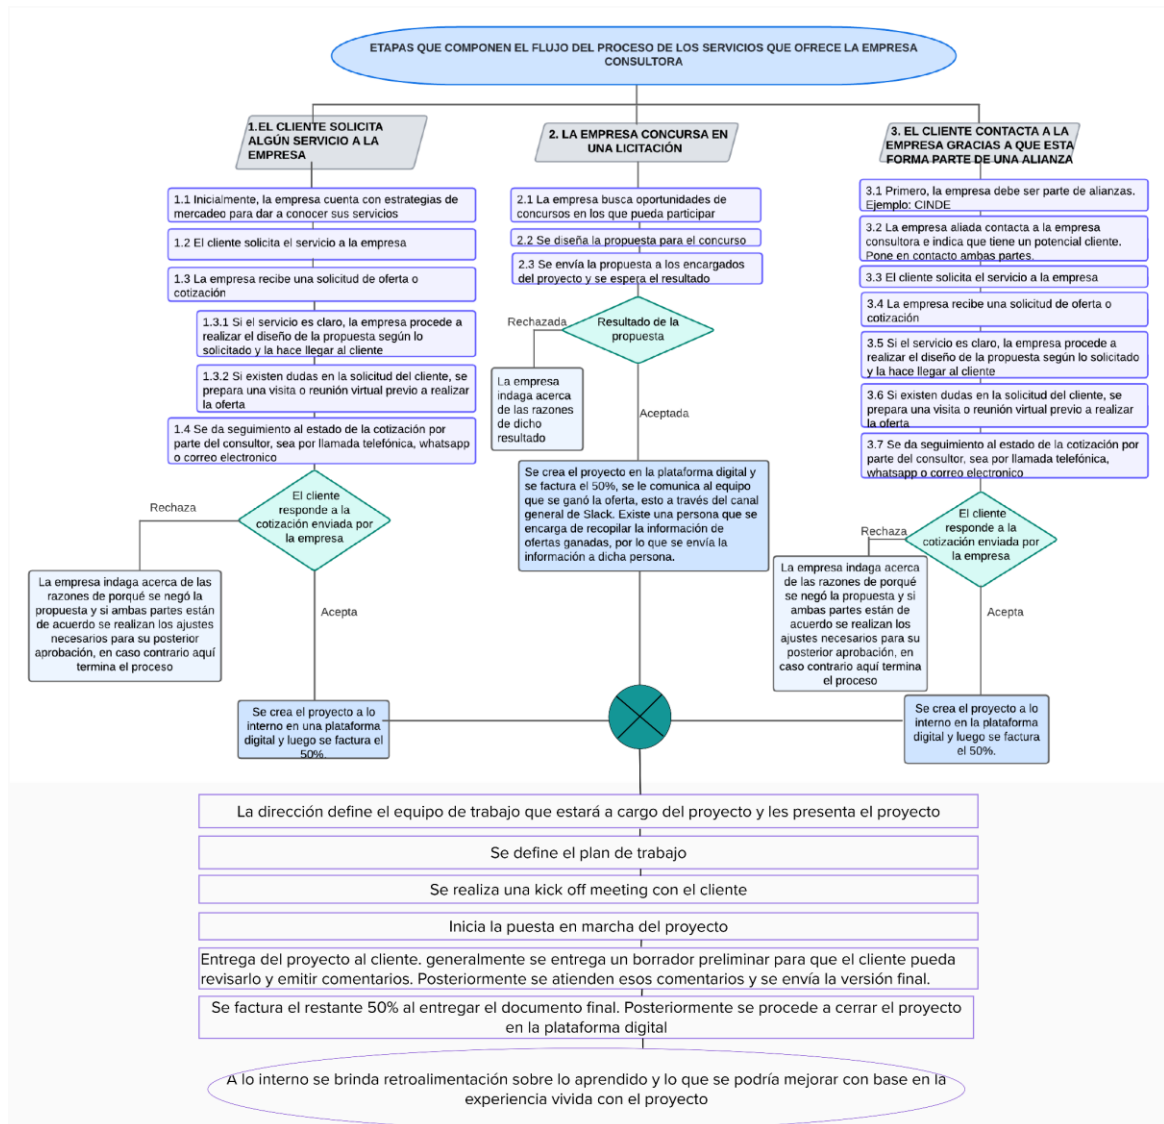 ETAPAS QUE COMPONEN EL FLUJO DEL PROCESO DE LOS SERVICIOS QUE OFRECE LA EMPRESA
CONSULTORA
1.EL CLIENTE SOLICITA
ALGÚN SERVICIO A LA
EMPRESA
1.1 Inicialmente, la empresa cuenta con estrategias de
mercadeo para dar a conocer sus servicios
1.2 El cliente solicita el servicio a la empresa
1.3 La empresa recibe una solicitud de oferta o
cotización
1.3.1 Si el servicio es claro, la empresa procede a
realizar el diseño de la propuesta según lo
solicitado y la hace llegar al cliente
1.3.2 Si existen dudas en la solicitud del cliente, se
prepara una visita o reunión virtual previo a realizar
la oferta
1.4 Se da seguimiento al estado de la cotización por
parte del consultor, sea por llamada telefónica, whatsapp
o correo electronico
El cliente
responde a la
cotización enviada por
la empresa
Rechaza
La empresa indaga acerca de las
razones de porqué se negó la
propuesta y si ambas partes están
de acuerdo se realizan los ajustes
necesarios para su posterior
aprobación, en caso contrario aquí
termina el proceso
Acepta
Se crea el proyecto a lo
interno en una plataforma
digital y luego se factura el
50%.
2. LA EMPRESA CONCURSA EN
UNA LICITACIÓN
2.1 La empresa busca oportunidades de
concursos en los que pueda participar
2.2 Se diseña la propuesta para el concurso
2.3 Se envía la propuesta a los encargados
del proyecto y se espera el resultado
Resultado de la
propuesta
Rechazada
La empresa
indaga acerca
de las razones
de dicho
resultado
Aceptada
Se crea el proyecto en la plataforma digital y
se factura el 50%, se le comunica al equipo
que se ganó la oferta, esto a través del canal
general de Slack. Existe una persona que se
encarga de recopilar la información de
ofertas ganadas, por lo que se envía la
información a dicha persona.
3. EL CLIENTE CONTACTA A LA
EMPRESA GRACIAS A QUE ESTA
FORMA PARTE DE UNA ALIANZA
3.1 Primero, la empresa debe ser parte de alianzas.
Ejemplo: CINDE
3.2 La empresa aliada contacta a la empresa
consultora e indica que tiene un potencial cliente.
Pone en contacto ambas partes.
3.3 El cliente solicita el servicio a la empresa
3.4 La empresa recibe una solicitud de oferta o
cotización
3.5 Si el servicio es claro, la empresa procede a
realizar el diseño de la propuesta según lo solicitado
y la hace llegar al cliente
3.6 Si existen dudas en la solicitud del cliente, se
prepara una visita o reunión virtual previo a realizar
la oferta
3.7 Se da seguimiento al estado de la cotización por
parte del consultor, sea por llamada telefónica,
whatsapp o correo electronico
El cliente
responde a la
cotización enviada por
la empresa
Rechaza
La empresa indaga acerca
de las razones de porqué
se negó la propuesta y si
ambas partes están de
acuerdo se realizan los
ajustes necesarios para su
posterior aprobación, en
caso contrario aquí termina
el proceso
Acepta
Se crea el proyecto a lo
interno en la plataforma
digital y luego se factura
el 50%.
La dirección define el equipo de trabajo que estará a cargo del proyecto y les presenta el proyecto
Se define el plan de trabajo
Se realiza una kick off meeting con el cliente
Inicia la puesta en marcha del proyecto
Entrega del proyecto al cliente. generalmente se entrega un borrador preliminar para que el cliente pueda
revisarlo y emitir comentarios. Posteriormente se atienden esos comentarios y se envía la versión final.
Se factura el restante 50% al entregar el documento final. Posteriormente se procede a cerrar el proyecto
en la plataforma digital
A lo interno se brinda retroalimentación sobre lo aprendido y lo que se podría mejorar con base en la
experiencia vivida con el proyecto